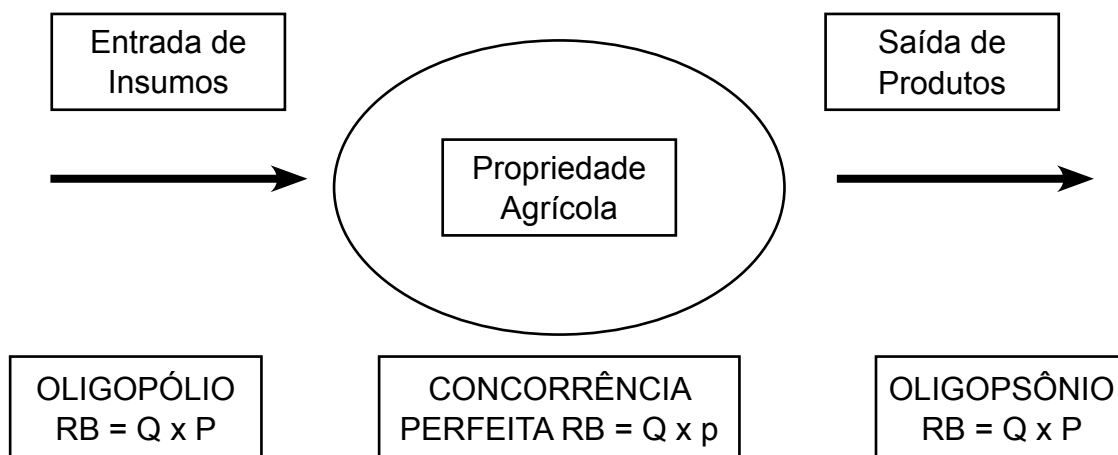 Entrada de
Insumos
Saída de
Produtos
Propriedade
Agrícola
OLIGOPÓLIO
RB = Q x P
CONCORRÊNCIA
PERFEITA RB = Q x p
OLIGOPSÔNIO
RB = Q x P